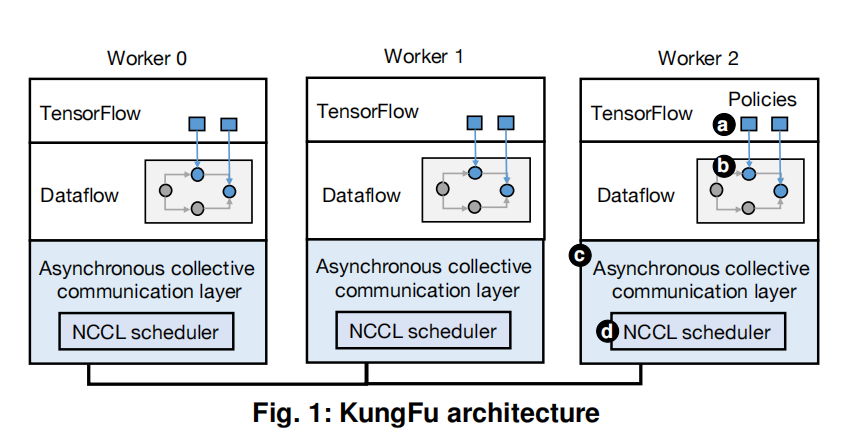 Worker 0
Worker 1
Worker 2
TensorFlow
TensorFlow
TensorFlow
Policies
a
b
Dataflow
Dataflow
Dataflow
c
Asynchronous collective
communication layer
Asynchronous collective
communication layer
Asynchronous collective
communication layer
NCCL scheduler
NCCL scheduler
d
NCCL scheduler
Fig. 1: KungFu architecture